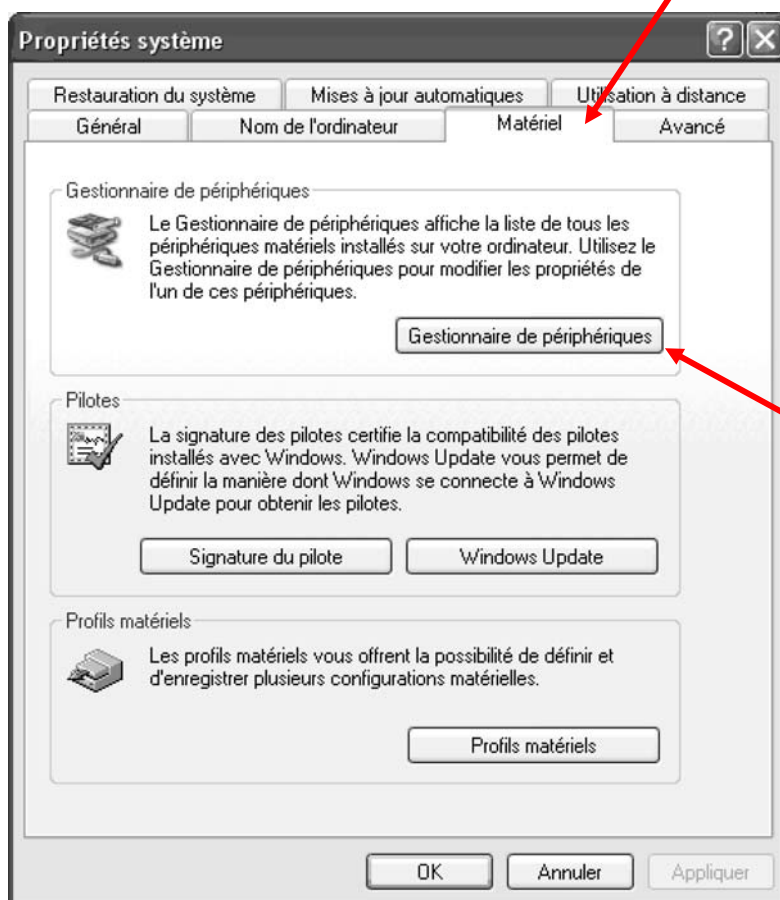 Propriétés système
Restauration du système Mises à jour automatiques Utilisation à distance
Général Nom de l'ordinateur Matériel Avancé
Gestionnaire de périphériques
Le Gestionnaire de périphériques affiche la liste de tous les
périphériques matériels installés sur votre ordinateur. Utilisez le
Gestionnaire de périphériques pour modifier les propriétés de
l'un de ces périphériques.
Gestionnaire de périphériques
Pilotes
La signature des pilotes certifie la compatibilité des pilotes
installés avec Windows. Windows Update vous permet de
définir la manière dont Windows se connecte à Windows
Update pour obtenir les pilotes.
Signature du pilote Windows Update
Profils matériels
Les profils matériels vous offrent la possibilité de définir et
d'enregistrer plusieurs configurations matérielles.
Profils matériels
OK Annuler Appliquer